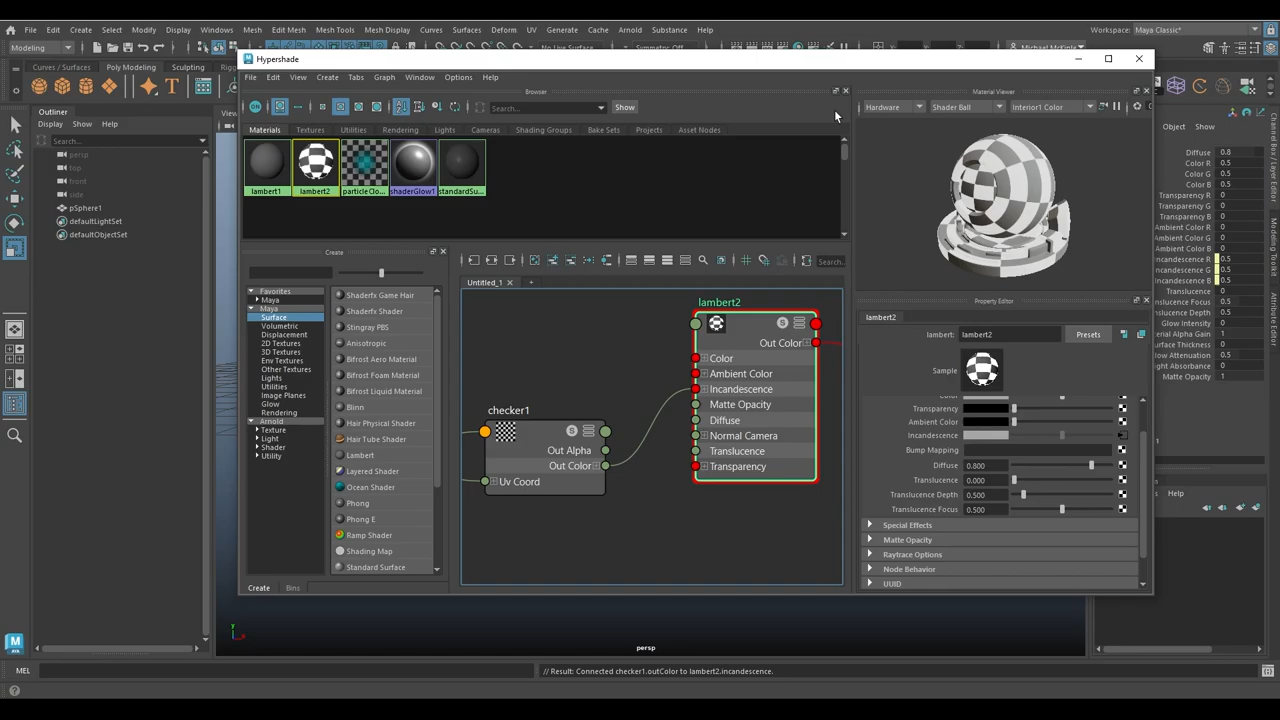 File Edit Create Select Modify Display Windows Mesh Edit Mesh Mesh Tools Mesh Display Curves Surfaces Deform UV Generate Cache Arnold Substance Help Workspace: Maya Classic*
Modeling
Hypershade
File Edit View Create Tabs Graph Window Options Help
Curves / Surfaces Poly Modeling Sculpting
Outliner
Display Show Help
Search...
persp
top
front
side
pSphere1
defaultLightSet
defaultObjectSet
Browser
Search... Show
Materials Textures Utilities Rendering Lights Cameras Shading Groups Bake Sets Projects Asset Nodes
lambert1 lambert2 particleClo... shaderGlow1 standardSu...
Material Viewer
Hardware Shader Ball Interior1 Color
Object Show
Diffuse 0.8
Color R 0.5
Color G 0.5
Color B 0.5
Transparency R 0
Transparency G 0
Transparency B 0
Ambient Color R 0
Ambient Color G 0
Ambient Color B 0
Incandescence R 0.5
Incandescence G 0.5
Incandescence B 0.5
Translucence 0
Translucence Focus 0.5
Translucence Depth 0.5
Glow Intensity 0
Material Alpha Gain 1
Surface Thickness 0
Glow Attenuation 0.5
Light Absorbance 0
Matte Opacity 1
Channel Box / Layer Editor
Modeling Toolkit
Attribute Editor
Create
Favorites
Maya
Maya
Surface
Volumetric
Displacement
2D Textures
3D Textures
Env Textures
Other Textures
Lights
Utilities
Image Planes
Glow
Rendering
Arnold
Texture
Light
Shader
Utility
Shaderfx Game Hair
Shaderfx Shader
Stingray PBS
Anisotropic
Bifrost Aero Material
Bifrost Foam Material
Bifrost Liquid Material
Blinn
Hair Physical Shader
Hair Tube Shader
Lambert
Layered Shader
Ocean Shader
Phong
Phong E
Ramp Shader
Shading Map
Standard Surface
Create Bins
Search...
Untitled_1 +
checker1
Out Alpha
Out Color
Uv Coord
lambert2
Out Color
Color
Ambient Color
Incandescence
Matte Opacity
Diffuse
Normal Camera
Translucence
Transparency
Property Editor
lambert2
lambert: lambert2 Presets
Sample
Transparency
Ambient Color
Incandescence
Bump Mapping
Diffuse 0.800
Translucence 0.000
Translucence Depth 0.500
Translucence Focus 0.500
Special Effects
Matte Opacity
Raytrace Options
Node Behavior
UUID
Help
persp
MEL // Result: Connected checker1.outColor to lambert2.incandescence.